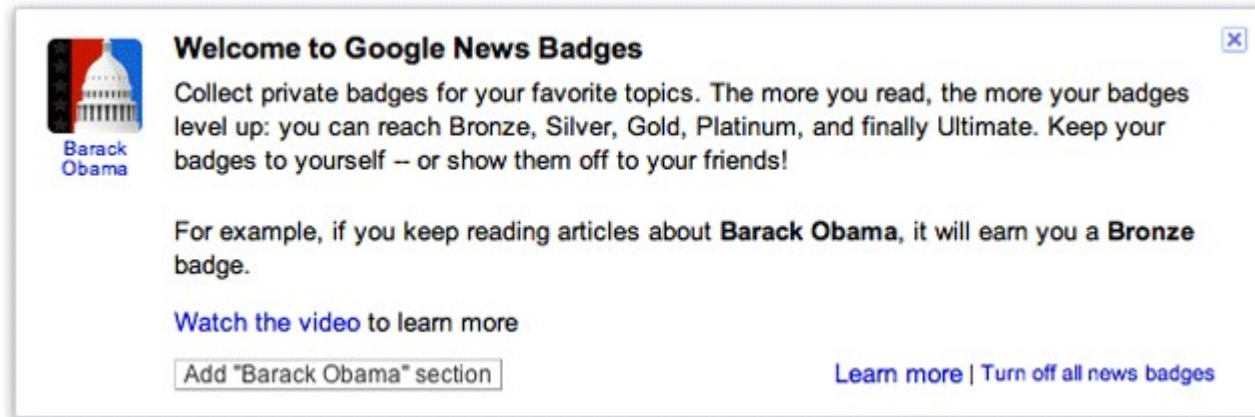 Welcome to Google News Badges
Collect private badges for your favorite topics. The more you read, the more your badges
level up: you can reach Bronze, Silver, Gold, Platinum, and finally Ultimate. Keep your
badges to yourself -- or show them off to your friends!
Barack
Obama
For example, if you keep reading articles about Barack Obama, it will earn you a Bronze
badge.
Watch the video to learn more
Add "Barack Obama" section
Learn more | Turn off all news badges